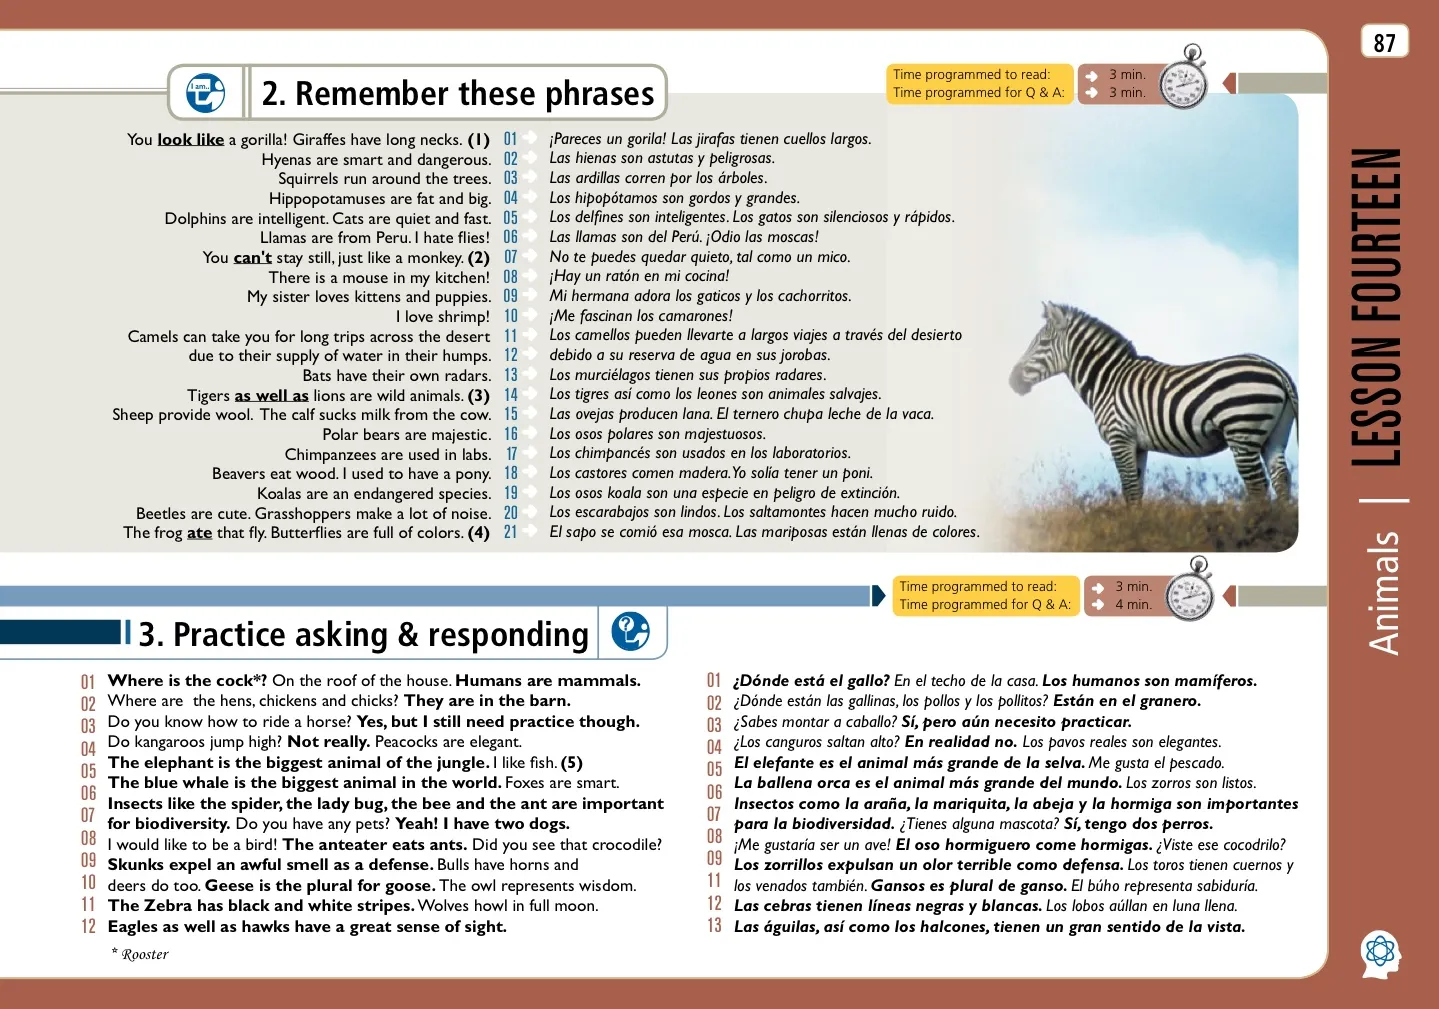 87
I am..
2. Remember these phrases
Time programmed to read: 3 min.
Time programmed for Q & A: 3 min.
You look like a gorilla! Giraffes have long necks. (1) 01 ¡Pareces un gorila! Las jirafas tienen cuellos largos.
Hyenas are smart and dangerous. 02 Las hienas son astutas y peligrosas.
Squirrels run around the trees. 03 Las ardillas corren por los árboles.
Hippopotamuses are fat and big. 04 Los hipopótamos son gordos y grandes.
Dolphins are intelligent. Cats are quiet and fast. 05 Los delfines son inteligentes. Los gatos son silenciosos y rápidos.
Llamas are from Peru. I hate flies! 06 Las llamas son del Perú. ¡Odio las moscas!
You can't stay still, just like a monkey. (2) 07 No te puedes quedar quieto, tal como un mico.
There is a mouse in my kitchen! 08 ¡Hay un ratón en mi cocina!
My sister loves kittens and puppies. 09 Mi hermana adora los gaticos y los cachorritos.
I love shrimp! 10 ¡Me fascinan los camarones!
Camels can take you for long trips across the desert 11 Los camellos pueden llevarte a largos viajes a través del desierto
due to their supply of water in their humps. 12 debido a su reserva de agua en sus jorobas.
Bats have their own radars. 13 Los murciélagos tienen sus propios radares.
Tigers as well as lions are wild animals. (3) 14 Los tigres así como los leones son animales salvajes.
Sheep provide wool. The calf sucks milk from the cow. 15 Las ovejas producen lana. El ternero chupa leche de la vaca.
Polar bears are majestic. 16 Los osos polares son majestuosos.
Chimpanzees are used in labs. 17 Los chimpancés son usados en los laboratorios.
Beavers eat wood. I used to have a pony. 18 Los castores comen madera. Yo solía tener un poni.
Koalas are an endangered species. 19 Los osos koala son una especie en peligro de extinción.
Beetles are cute. Grasshoppers make a lot of noise. 20 Los escarabajos son lindos. Los saltamontes hacen mucho ruido.
The frog ate that fly. Butterflies are full of colors. (4) 21 El sapo se comió esa mosca. Las mariposas están llenas de colores.
Time programmed to read: 3 min.
Time programmed for Q & A: 4 min.
3. Practice asking & responding
?
01 Where is the cock*? On the roof of the house. Humans are mammals.
02 Where are the hens, chickens and chicks? They are in the barn.
03 Do you know how to ride a horse? Yes, but I still need practice though.
04 Do kangaroos jump high? Not really. Peacocks are elegant.
05 The elephant is the biggest animal of the jungle. I like fish. (5)
06 The blue whale is the biggest animal in the world. Foxes are smart.
07 Insects like the spider, the lady bug, the bee and the ant are important
for biodiversity. Do you have any pets? Yeah! I have two dogs.
08 I would like to be a bird! The anteater eats ants. Did you see that crocodile?
09 Skunks expel an awful smell as a defense. Bulls have horns and
10 deers do too. Geese is the plural for goose. The owl represents wisdom.
11 The Zebra has black and white stripes. Wolves howl in full moon.
12 Eagles as well as hawks have a great sense of sight.
* Rooster
01 ¿Dónde está el gallo? En el techo de la casa. Los humanos son mamíferos.
02 ¿Dónde están las gallinas, los pollos y los pollitos? Están en el granero.
03 ¿Sabes montar a caballo? Sí, pero aún necesito practicar.
04 ¿Los canguros saltan alto? En realidad no. Los pavos reales son elegantes.
05 El elefante es el animal más grande de la selva. Me gusta el pescado.
06 La ballena orca es el animal más grande del mundo. Los zorros son listos.
07 Insectos como la araña, la mariquita, la abeja y la hormiga son importantes
para la biodiversidad. ¿Tienes alguna mascota? Sí, tengo dos perros.
08 ¡Me gustaría ser un ave! El oso hormiguero come hormigas. ¿Viste ese cocodrilo?
09 Los zorrillos expulsan un olor terrible como defensa. Los toros tienen cuernos y
11 los venados también. Gansos es plural de ganso. El búho representa sabiduría.
12 Las cebras tienen líneas negras y blancas. Los lobos aúllan en luna llena.
13 Las águilas, así como los halcones, tienen un gran sentido de la vista.
Animals | LESSON FOURTEEN